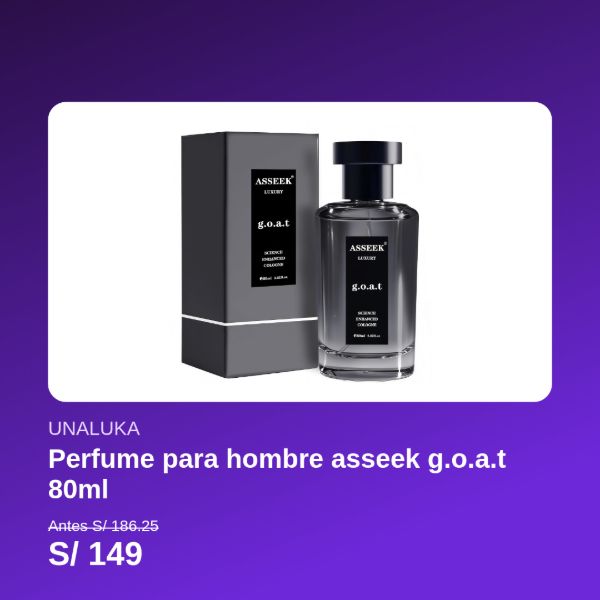 ASSEEK®
LUXURY
g.o.a.t
SCIENCE
ENHANCED
COLOGNE
ASSEEK®
LUXURY
g.o.a.t
SCIENCE
ENHANCED
COLOGNE
UNALUKA
Perfume para hombre asseek g.o.a.t
80ml
Antes S/ 186.25
S/ 149